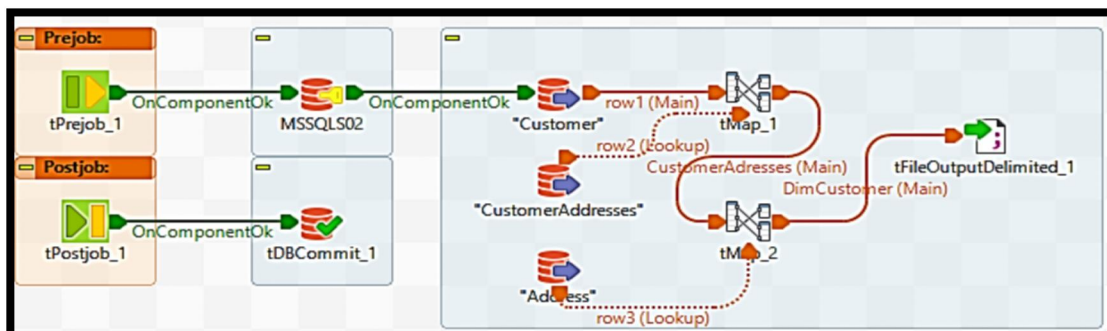 Prejob:
OnComponentOk
OnComponentOk
tPrejob_1
MSSQLS02
"Customer"
row1 (Main)
tMap_1
row2 (Lookup)
CustomerAdresses (Main)
"CustomerAddresses"
DimCustomer (Main)
tFileOutputDelimited_1
Postjob:
OnComponentOk
tPostjob_1
tDBCommit_1
tMap_2
"Address"
row3 (Lookup)